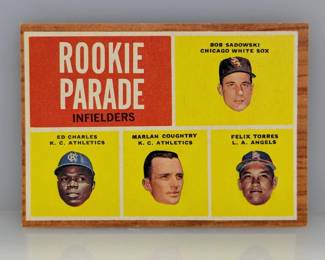 ROOKIE
PARADE
INFIELDERS
BOB SADOWSKI
CHICAGO WHITE SOX
ED CHARLES
K. C. ATHLETICS
MARLAN COUGHTRY
K. C. ATHLETICS
FELIX TORRES
L. A. ANGELS